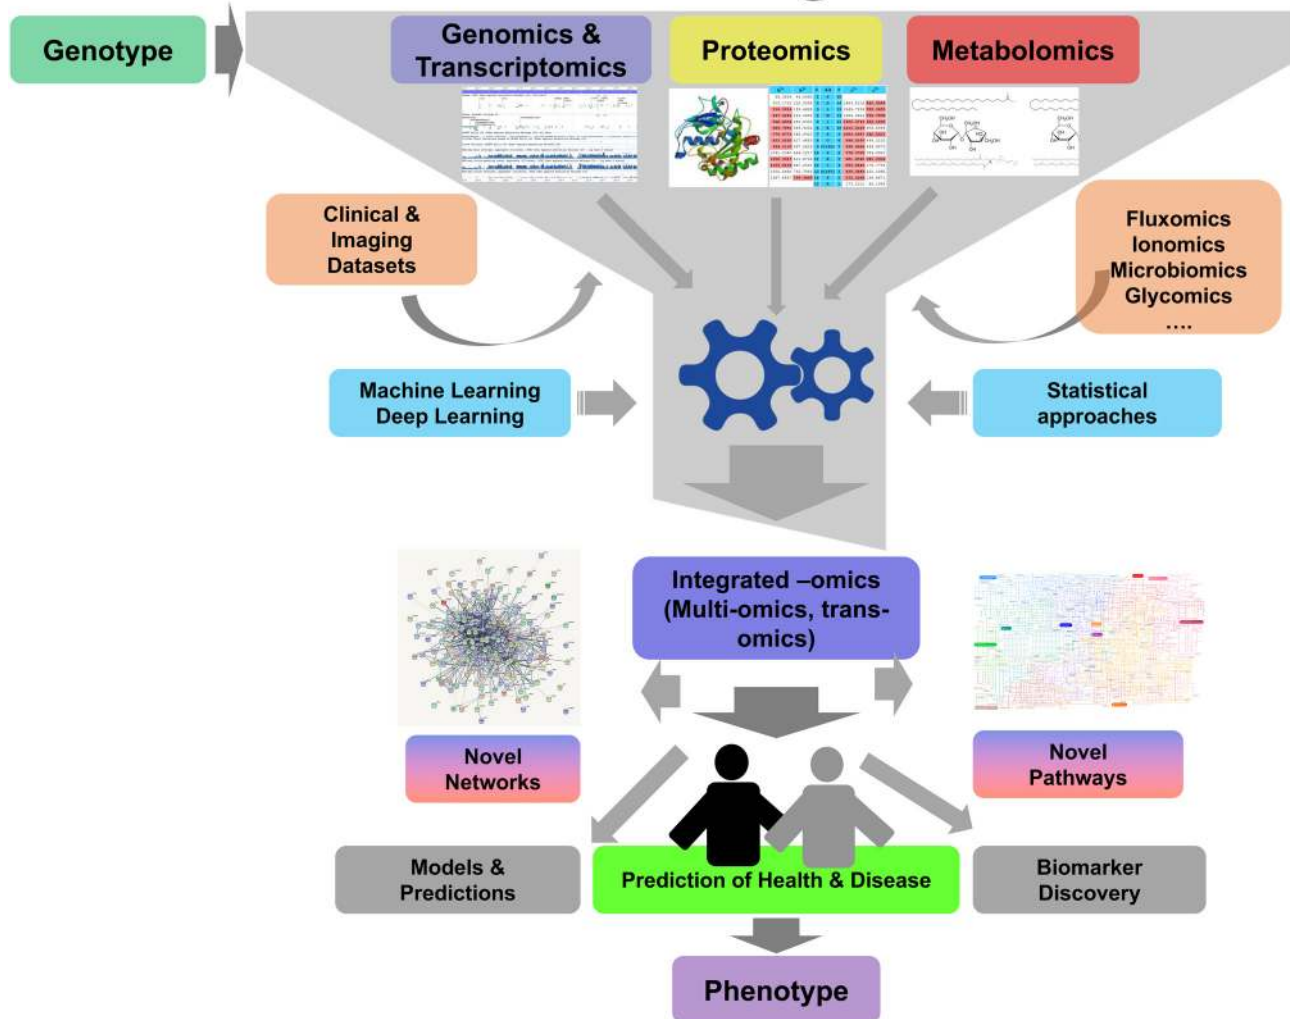 Genotype
Genomics &
Transcriptomics
Proteomics
Metabolomics
Clinical &
Imaging
Datasets
Fluxomics
Ionomics
Microbiomics
Glycomics
....
Machine Learning
Deep Learning
Statistical
approaches
Integrated –omics
(Multi-omics, trans-
omics)
Novel
Networks
Novel
Pathways
Models &
Predictions
Prediction of Health & Disease
Biomarker
Discovery
Phenotype